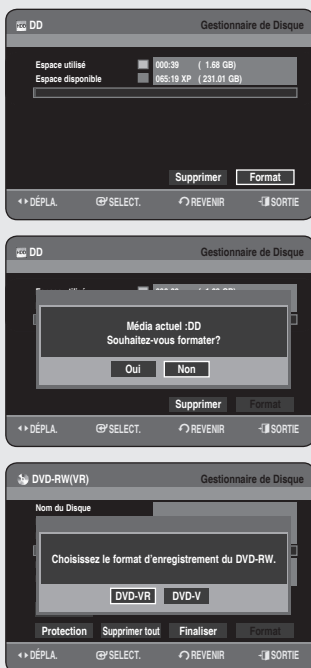 HDD DD Gestionnaire de Disque
Espace utilisé 000:39 ( 1.68 GB)
Espace disponible 065:19 XP ( 231.01 GB)
Supprimer Format
DÉPLA. SELECT. REVENIR SORTIE
HDD DD Gestionnaire de Disque
Média actuel :DD
Souhaitez-vous formater?
Oui Non
Supprimer Format
DÉPLA. SELECT. REVENIR SORTIE
DVD-RW(VR) Gestionnaire de Disque
Nom du Disque
Choisissez le format d'enregistrement du DVD-RW.
DVD-VR DVD-V
Protection Supprimer tout Finaliser Format
DÉPLA. SELECT. REVENIR SORTIE